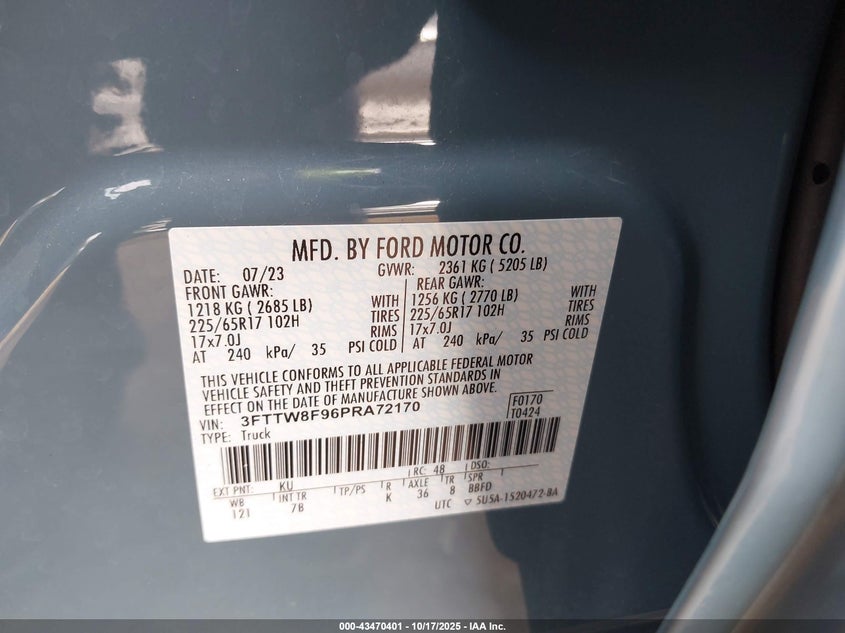 MFD. BY FORD MOTOR CO.
DATE: 07/23 GVWR: 2361 KG ( 5205 LB)
FRONT GAWR: REAR GAWR:
1218 KG ( 2685 LB) WITH 1256 KG ( 2770 LB) WITH
225/65R17 102H TIRES 225/65R17 102H TIRES
17x7.0J RIMS 17x7.0J RIMS
AT 240 kPa/ 35 PSI COLD AT 240 kPa/ 35 PSI COLD
THIS VEHICLE CONFORMS TO ALL APPLICABLE FEDERAL MOTOR
VEHICLE SAFETY AND THEFT PREVENTION STANDARDS IN
EFFECT ON THE DATE OF MANUFACTURE SHOWN ABOVE.
VIN: 3FTTW8F96PRA72170 F0170
TYPE: Truck T0424
RC: 48 DSO:
EXT PNT: KU
WB INT TR TP/PS R AXLE TR SPR
121 7B K 36 8 BBFD
UTC ▽ 5U5A-1520472-BA
000-43470401 - 10/17/2025 - IAA Inc.